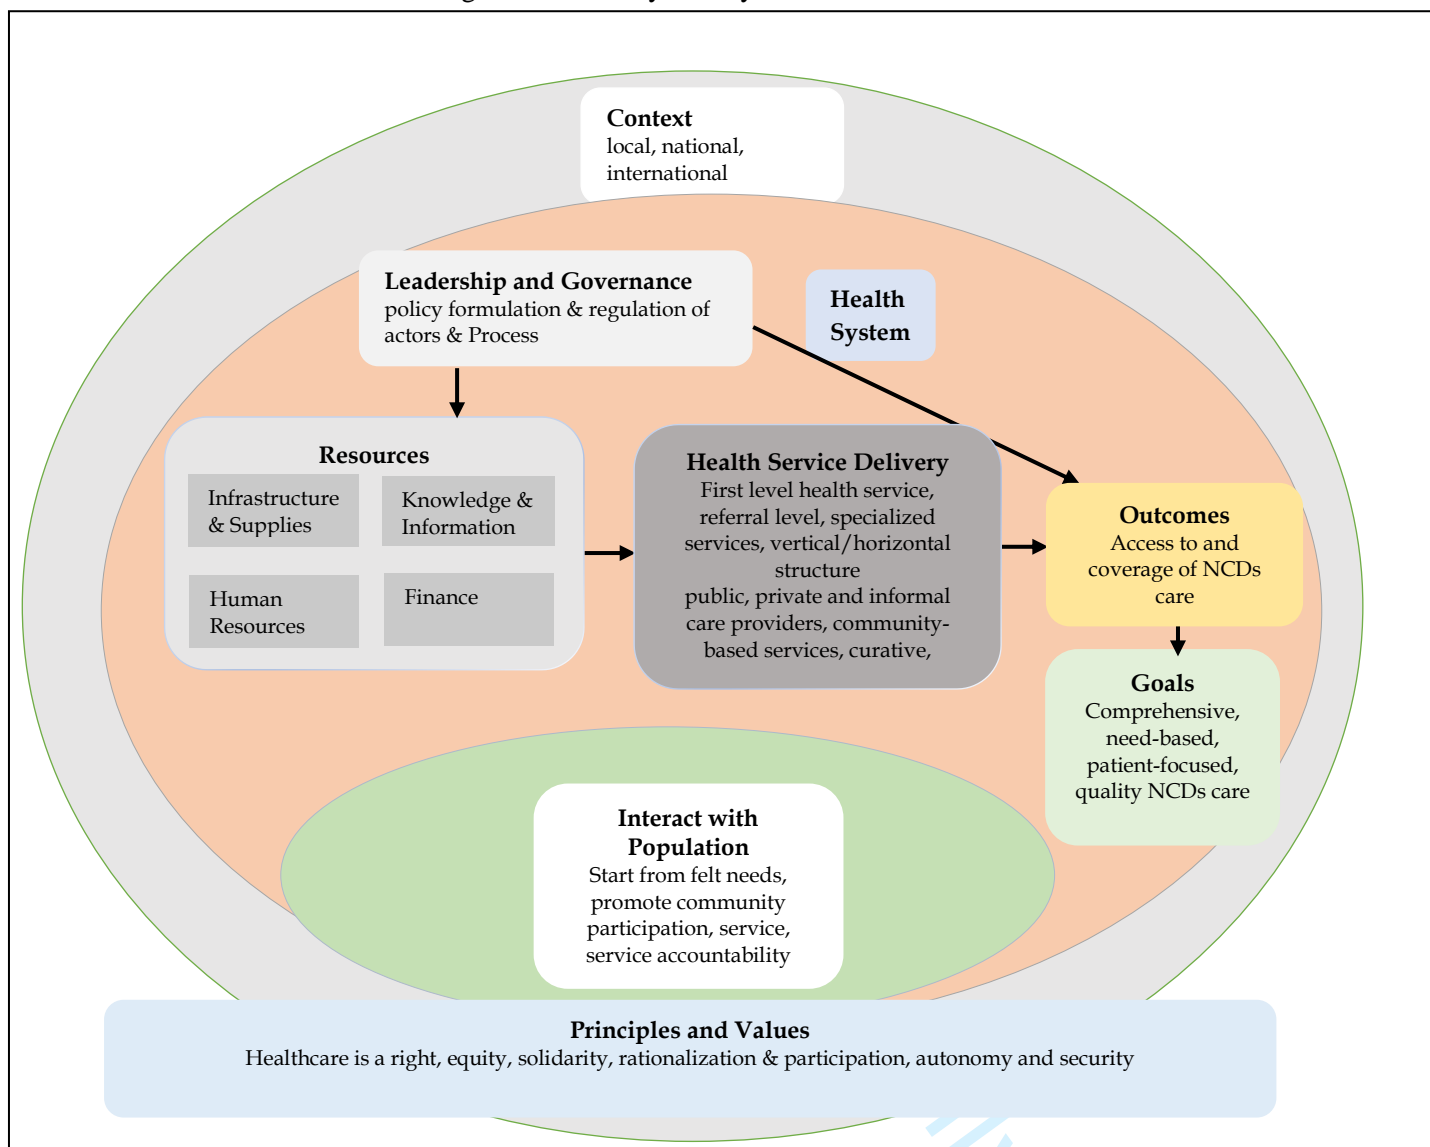 Context
local, national,
international
Leadership and Governance
policy formulation & regulation of
actors & Process
Health
System
Resources
Infrastructure
& Supplies
Knowledge &
Information
Human
Resources
Finance
Health Service Delivery
First level health service,
referral level, specialized
services, vertical/horizontal
structure
public, private and informal
care providers, community-
based services, curative,
Outcomes
Access to and
coverage of NCDs
care
Goals
Comprehensive,
need-based,
patient-focused,
quality NCDs care
Interact with
Population
Start from felt needs,
promote community
participation, service,
service accountability
Principles and Values
Healthcare is a right, equity, solidarity, rationalization & participation, autonomy and security